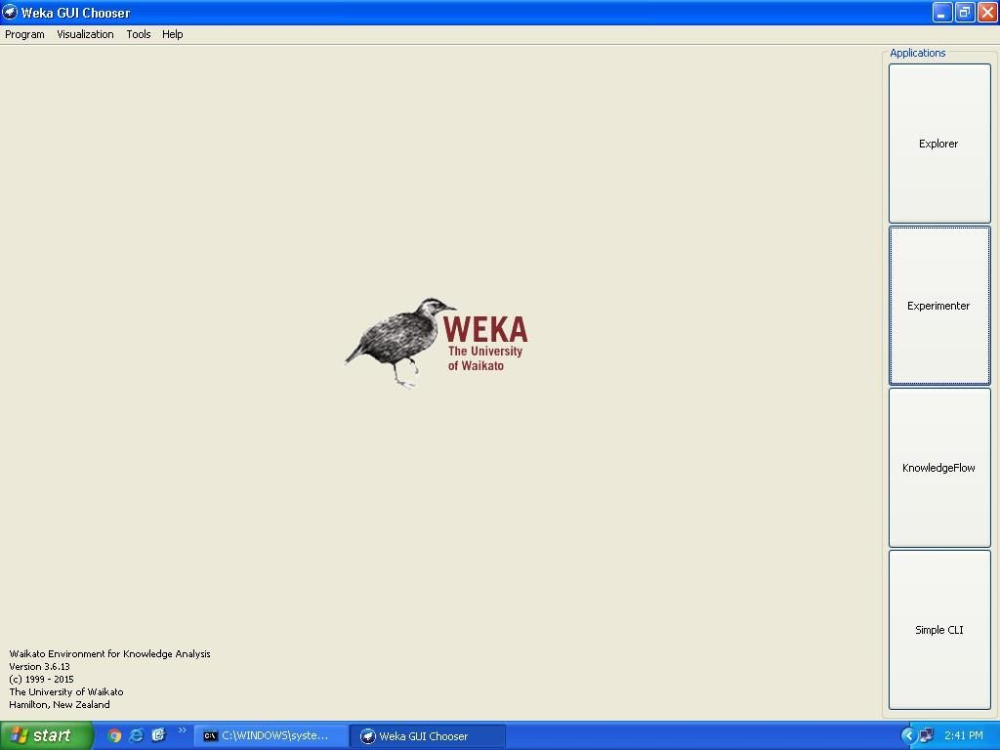 Weka GUI Chooser
Program Visualization Tools Help
Applications
Explorer
Experimenter
KnowledgeFlow
Simple CLI
WEKA
The University
of Waikato
Waikato Environment for Knowledge Analysis
Version 3.6.13
(c) 1999 - 2015
The University of Waikato
Hamilton, New Zealand
start
C:\WINDOWS\syste...
Weka GUI Chooser
2:41 PM